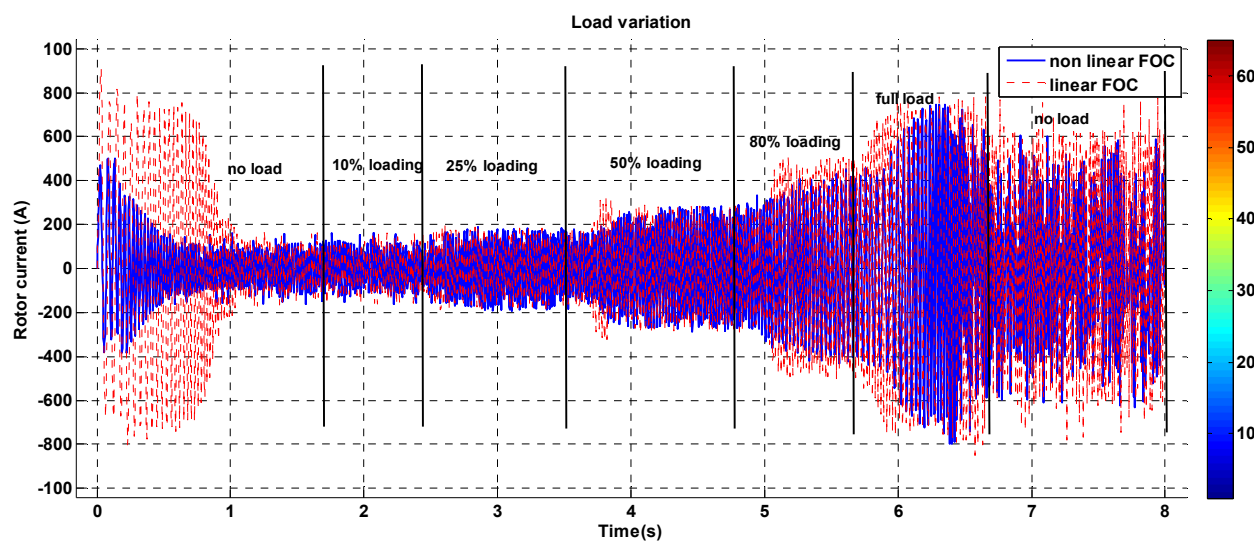 Load variation
100
800
600
400
200
0
-200
-400
-600
-800
-100
Rotor current (A)
0 1 2 3 4 5 6 7 8
Time(s)
no load
10% loading
25% loading
50% loading
80% loading
full load
no load
non linear FOC
linear FOC
60
50
40
30
20
10